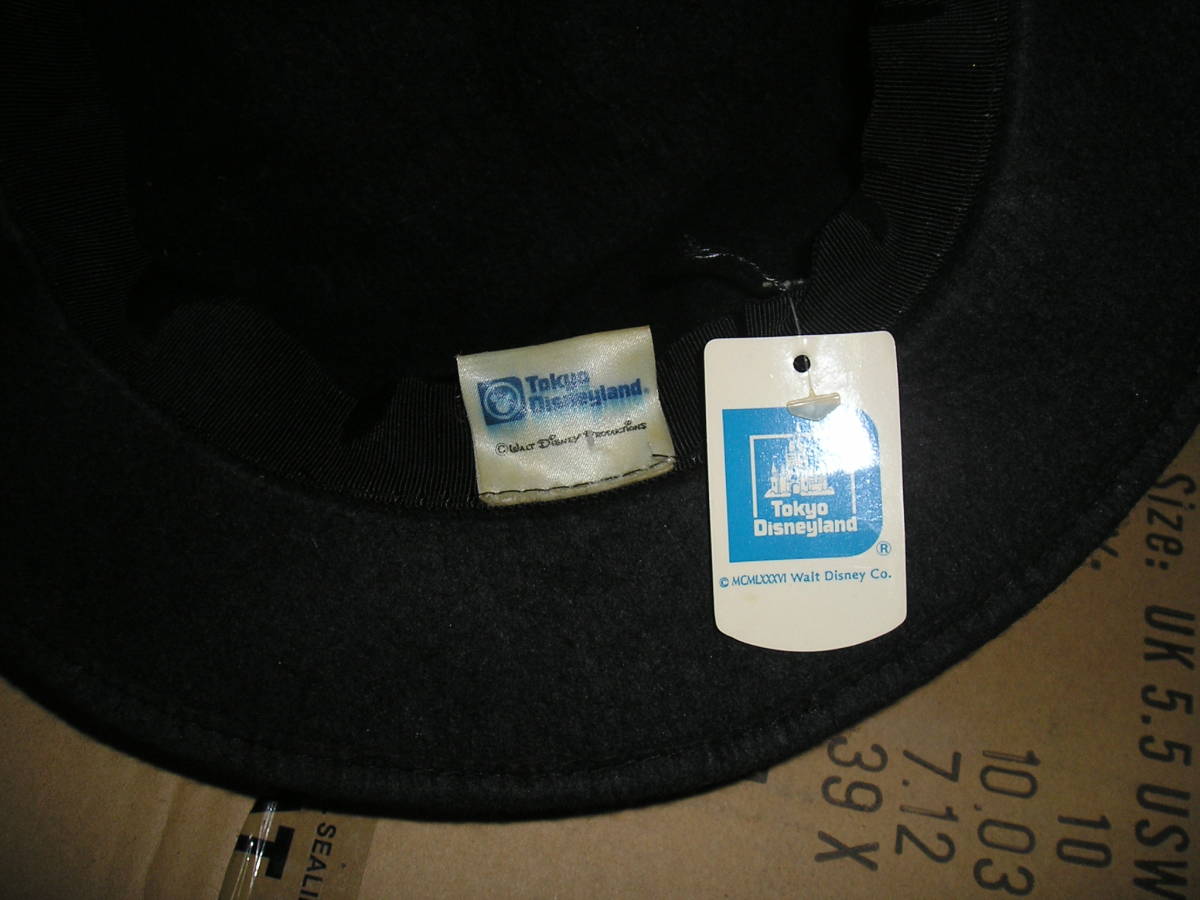 Tokyo
Disneyland®
©WALT DISNEY PRODUCTIONS
Tokyo
Disneyland
®
© MCMLXXXVI Walt Disney Co.
Size: UK 5.5 USW
10
10.03
7.12
39 X